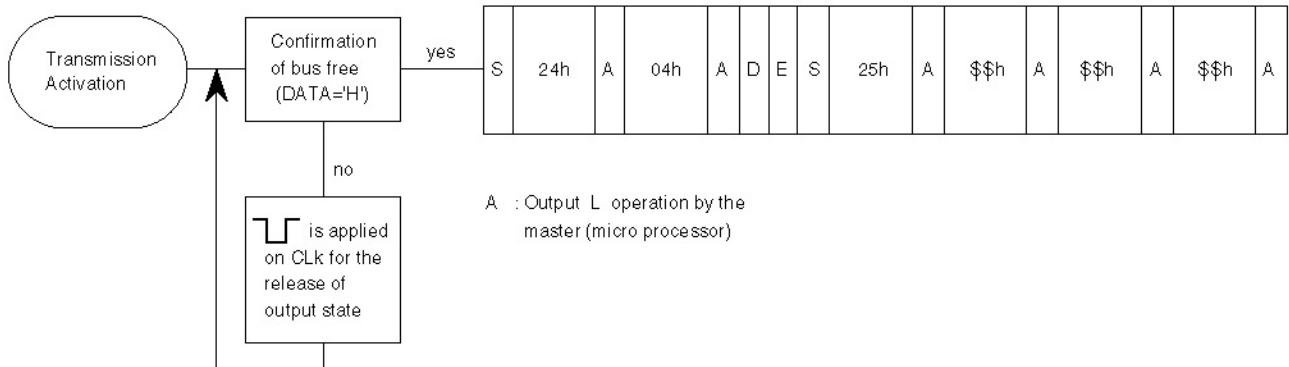 Transmission
Activation
Confirmation
of bus free
(DATA='H')
yes
S 24h A 04h A D E S 25h A $$h A $$h A $$h A
no
is applied
on CLk for the
release of
output state
A : Output L operation by the
master (micro processor)